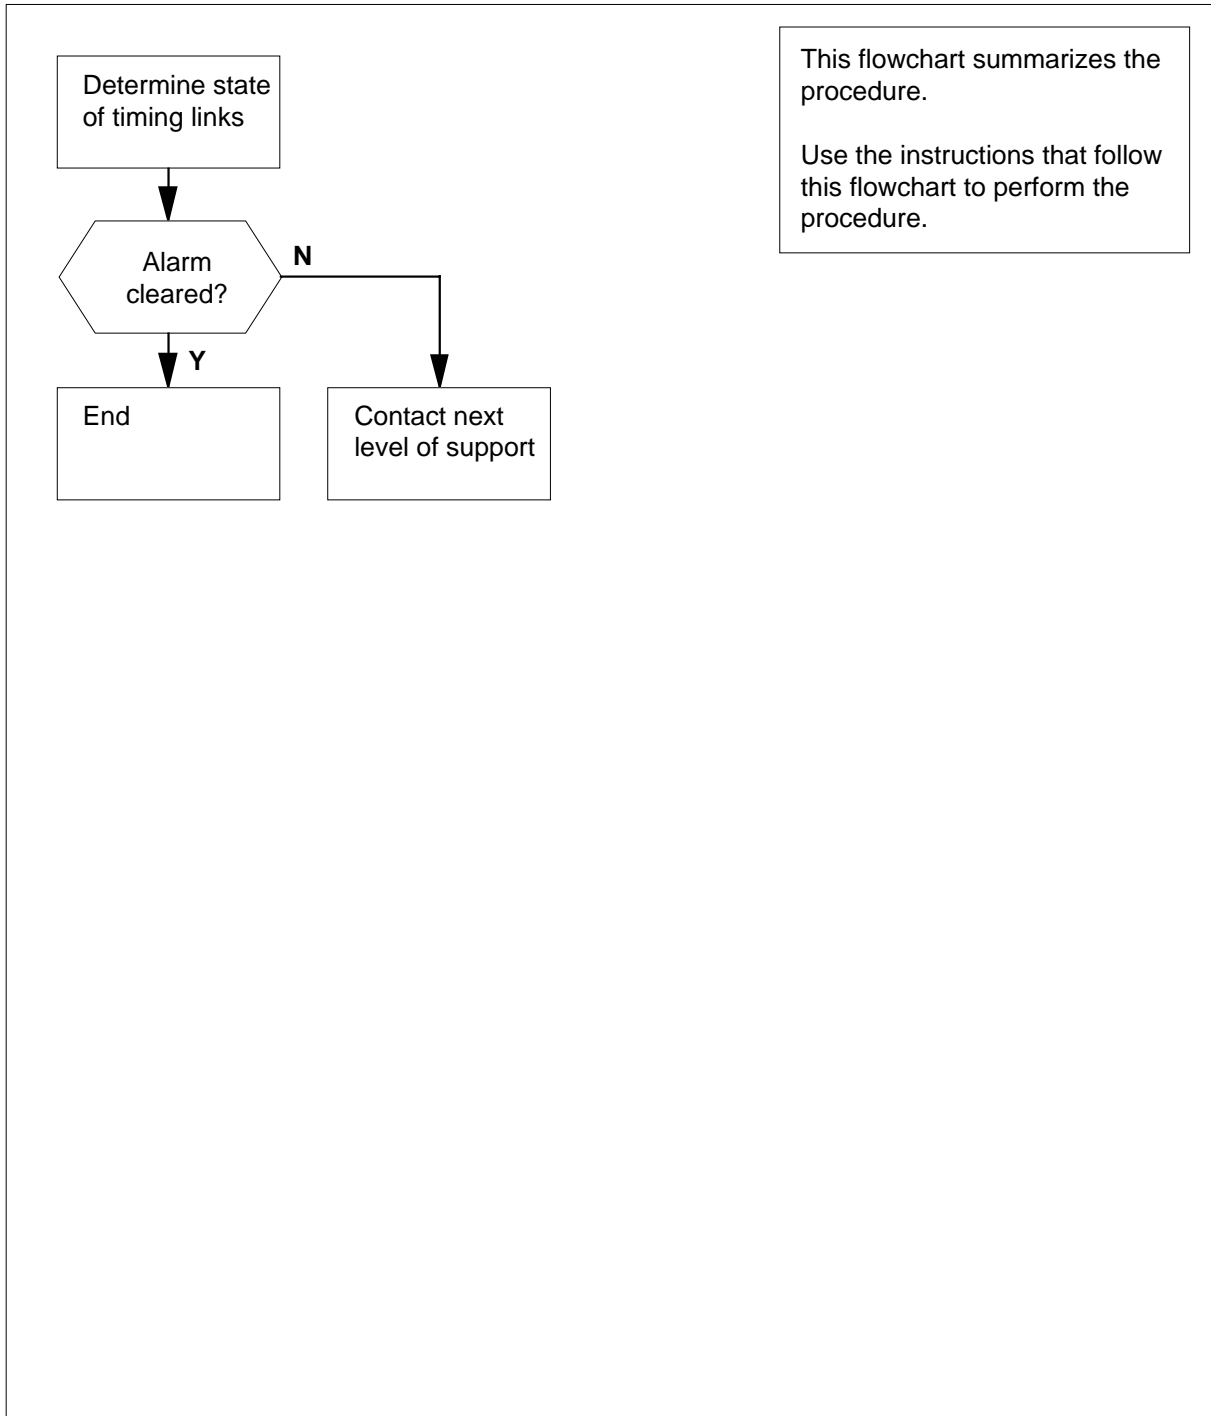 Determine state
of timing links
Alarm
cleared?
N
Y
End
Contact next
level of support
This flowchart summarizes the
procedure.
Use the instructions that follow
this flowchart to perform the
procedure.